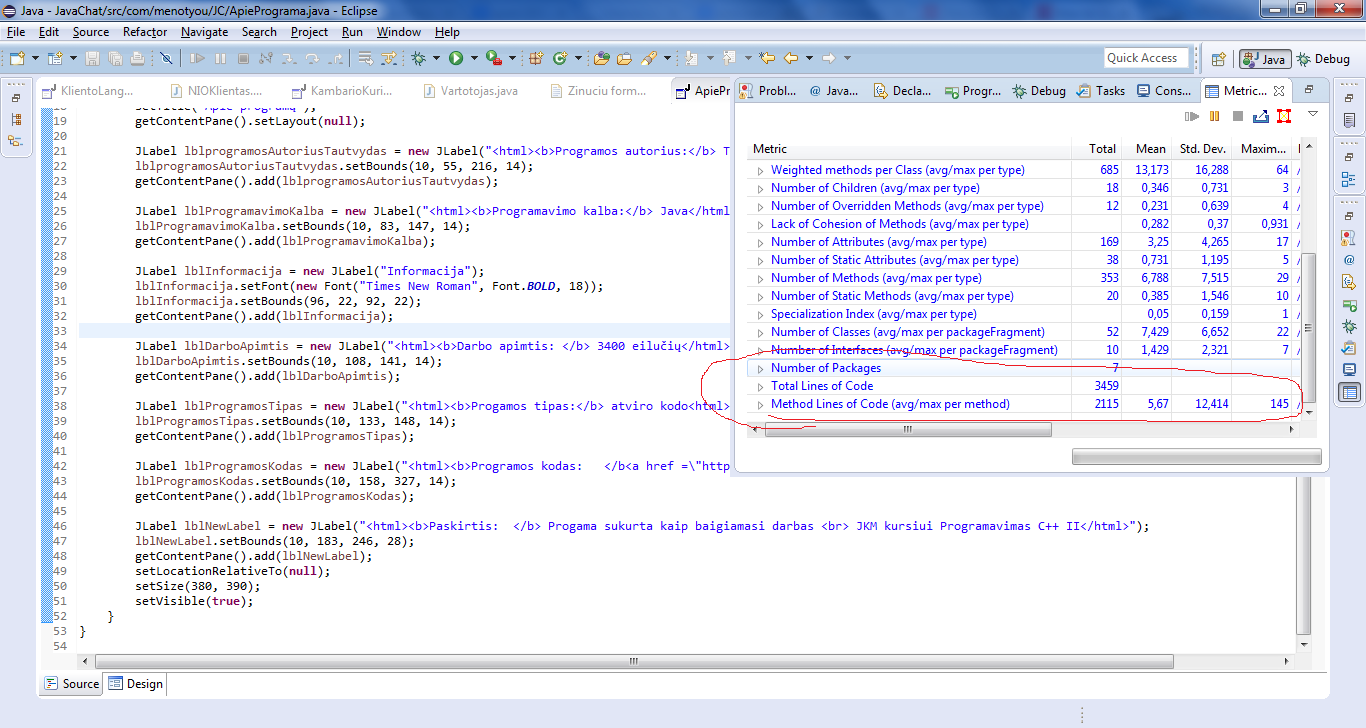 Java - JavaChat/src/com/menotyou/JC/ApiePrograma.java - Eclipse
File Edit Source Refactor Navigate Search Project Run Window Help
Quick Access
Java
Debug
KlientoLang...
NIOKlientas...
KambarioKuri...
Vartotojas.java
Zinuciu form...
ApieP
19 getContentPane().setLayout(null);
20
21 JLabel lblprogramosAutoriusTautvydas = new JLabel("<html><b>Programos autorius:</b> T
22 lblprogramosAutoriusTautvydas.setBounds(10, 55, 216, 14);
23 getContentPane().add(lblprogramosAutoriusTautvydas);
24
25 JLabel lblProgramavimoKalba = new JLabel("<html><b>Programavimo kalba:</b> Java</html
26 lblProgramavimoKalba.setBounds(10, 83, 147, 14);
27 getContentPane().add(lblProgramavimoKalba);
28
29 JLabel lblInformacija = new JLabel("Informacija");
30 lblInformacija.setFont(new Font("Times New Roman", Font.BOLD, 18));
31 lblInformacija.setBounds(96, 22, 92, 22);
32 getContentPane().add(lblInformacija);
33
34 JLabel lblDarboApimtis = new JLabel("<html><b>Darbo apimtis: </b> 3400 eilučių</html>
35 lblDarboApimtis.setBounds(10, 108, 141, 14);
36 getContentPane().add(lblDarboApimtis);
37
38 JLabel lblProgramosTipas = new JLabel("<html><b>Progamos tipas:</b> atviro kodo<html>
39 lblProgramosTipas.setBounds(10, 133, 148, 14);
40 getContentPane().add(lblProgramosTipas);
41
42 JLabel lblProgramosKodas = new JLabel("<html><b>Programos kodas:   </b><a href =\"http
43 lblProgramosKodas.setBounds(10, 158, 327, 14);
44 getContentPane().add(lblProgramosKodas);
45
46 JLabel lblNewLabel = new JLabel("<html><b>Paskirtis:  </b> Progama sukurta kaip baigiamasi darbas <br> JKM kursiui Programavimas C++ II</html>");
47 lblNewLabel.setBounds(10, 183, 246, 28);
48 getContentPane().add(lblNewLabel);
49 setLocationRelativeTo(null);
50 setSize(380, 390);
51 setVisible(true);
52 }
53 }
54
Source
Design
Probl...
Java...
Decla...
Progr...
Debug
Tasks
Cons...
Metric...
Metric Total Mean Std. Dev. Maxim...
Weighted methods per Class (avg/max per type) 685 13,173 16,288 64 /
Number of Children (avg/max per type) 18 0,346 0,731 3 /
Number of Overridden Methods (avg/max per type) 12 0,231 0,639 4 /
Lack of Cohesion of Methods (avg/max per type) 0,282 0,37 0,931 /
Number of Attributes (avg/max per type) 169 3,25 4,265 17 /
Number of Static Attributes (avg/max per type) 38 0,731 1,195 5 /
Number of Methods (avg/max per type) 353 6,788 7,515 29 /
Number of Static Methods (avg/max per type) 20 0,385 1,546 10 /
Specialization Index (avg/max per type) 0,05 0,159 1 /
Number of Classes (avg/max per packageFragment) 52 7,429 6,652 22 /
Number of Interfaces (avg/max per packageFragment) 10 1,429 2,321 7 /
Number of Packages 7
Total Lines of Code 3459
Method Lines of Code (avg/max per method) 2115 5,67 12,414 145 /